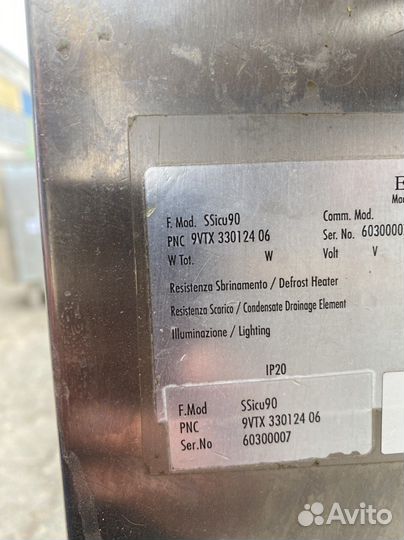 F. Mod. SSicu90 Comm. Mod.
PNC 9VTX 330124 06 Ser. No. 6030000
W Tot. W Volt V
Resistenza Sbrinamento / Defrost Heater
Resistenza Scarico / Condensate Drainage Element
Illuminazione / Lighting
IP20
F.Mod SSicu90
PNC 9VTX 330124 06
Ser.No 60300007
Avito